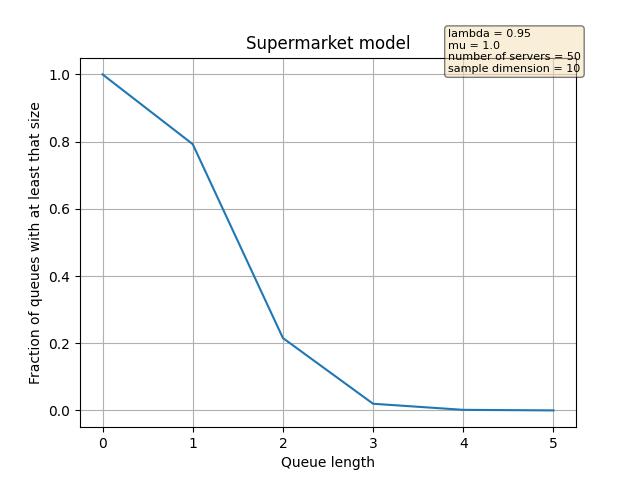 Supermarket model
lambda = 0.95
mu = 1.0
number of servers = 50
sample dimension = 10
Fraction of queues with at least that size
1.0
0.8
0.6
0.4
0.2
0.0
0 1 2 3 4 5
Queue length